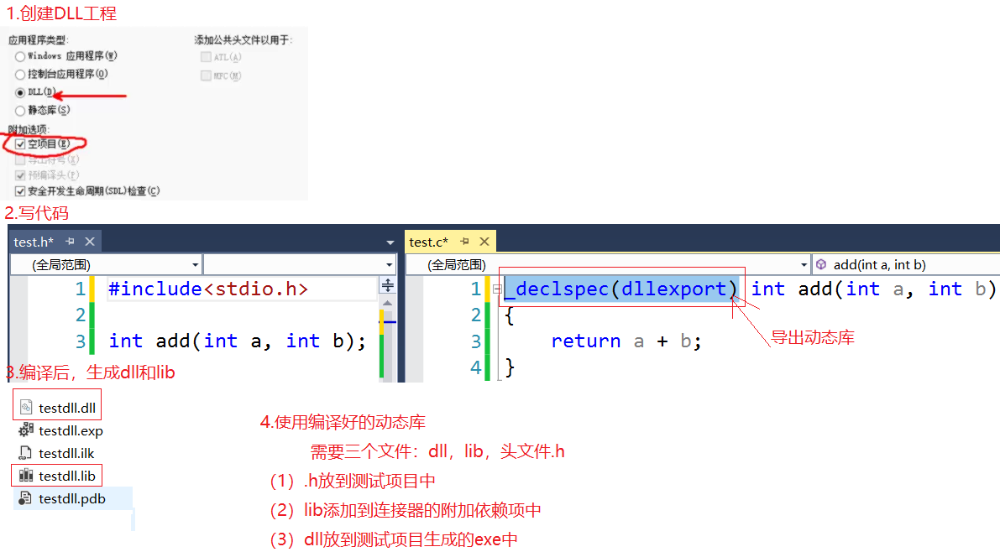 1.创建DLL工程
应用程序类型:
添加公共头文件以用于:
Windows 应用程序(W)
ATL(A)
控制台应用程序(O)
MFC(M)
DLL(D)
静态库(S)
附加选项:
空项目(E)
导出符号(X)
预编译头(P)
安全开发生命周期(SDL)检查(C)
2.写代码
test.h*
test.c*
(全局范围)
(全局范围)
add(int a, int b)
1 #include<stdio.h>
2
3 int add(int a, int b);
1 _declspec(dllexport) int add(int a, int b)
2 {
3 return a + b;
4 }
导出动态库
3.编译后，生成dll和lib
testdll.dll
testdll.exp
testdll.ilk
testdll.lib
testdll.pdb
4.使用编译好的动态库
需要三个文件：dll，lib，头文件.h
（1）.h放到测试项目中
（2）lib添加到连接器的附加依赖项中
（3）dll放到测试项目生成的exe中